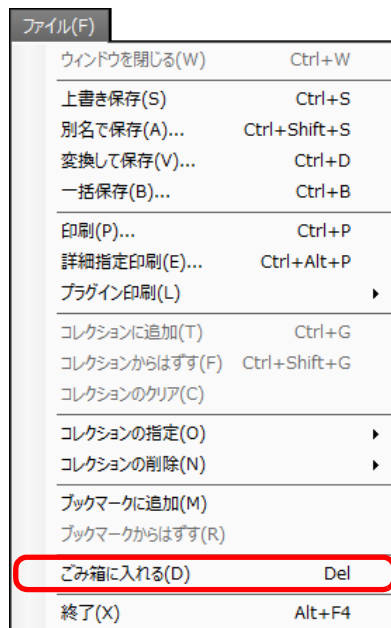 ファイル(F)
ウィンドウを閉じる(W) Ctrl+W
上書き保存(S) Ctrl+S
別名で保存(A)... Ctrl+Shift+S
変換して保存(V)... Ctrl+D
一括保存(B)... Ctrl+B
印刷(P)... Ctrl+P
詳細指定印刷(E)... Ctrl+Alt+P
プラグイン印刷(L)
コレクションに追加(T) Ctrl+G
コレクションからはずす(F) Ctrl+Shift+G
コレクションのクリア(C)
コレクションの指定(O)
コレクションの削除(N)
ブックマークに追加(M)
ブックマークからはずす(R)
ごみ箱に入れる(D) Del
終了(X) Alt+F4